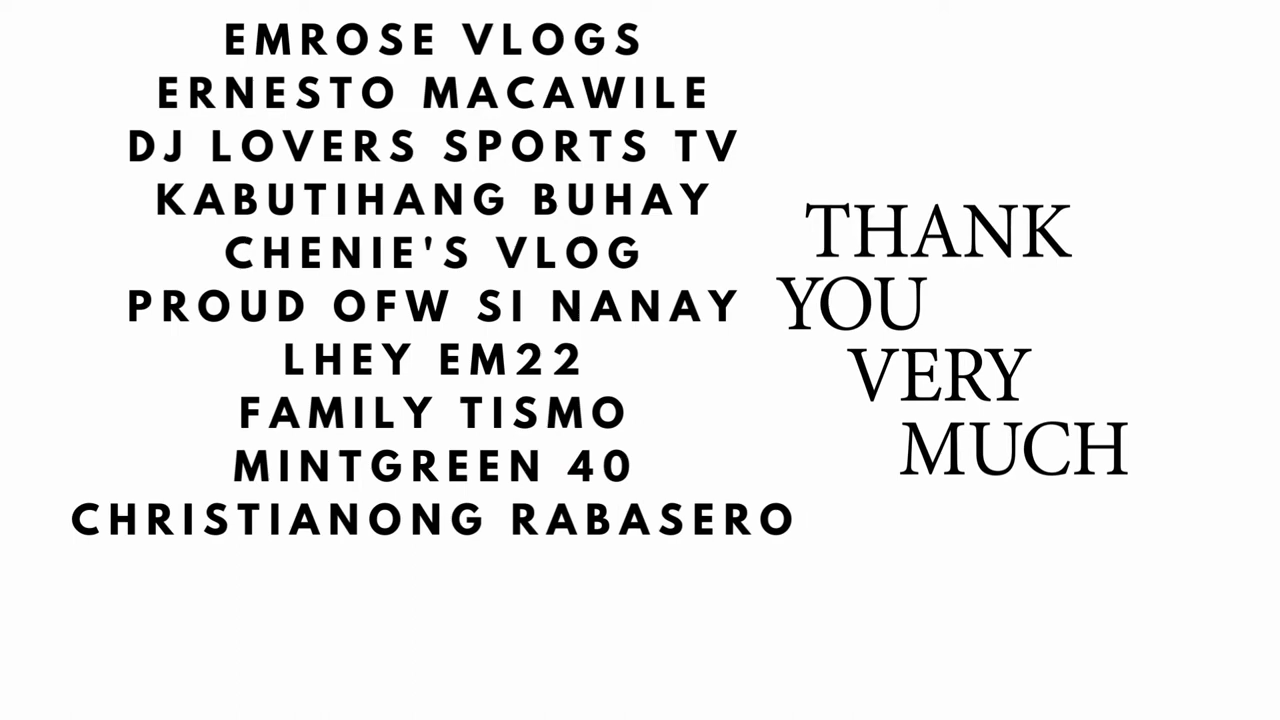 EMROSE VLOGS
ERNESTO MACAWILE
DJ LOVERS SPORTS TV
KABUTIHANG BUHAY
CHENIE'S VLOG
PROUD OFW SI NANAY
LHEY EM22
FAMILY TISMO
MINTGREEN 40
CHRISTIANONG RABASERO
THANK
YOU
VERY
MUCH